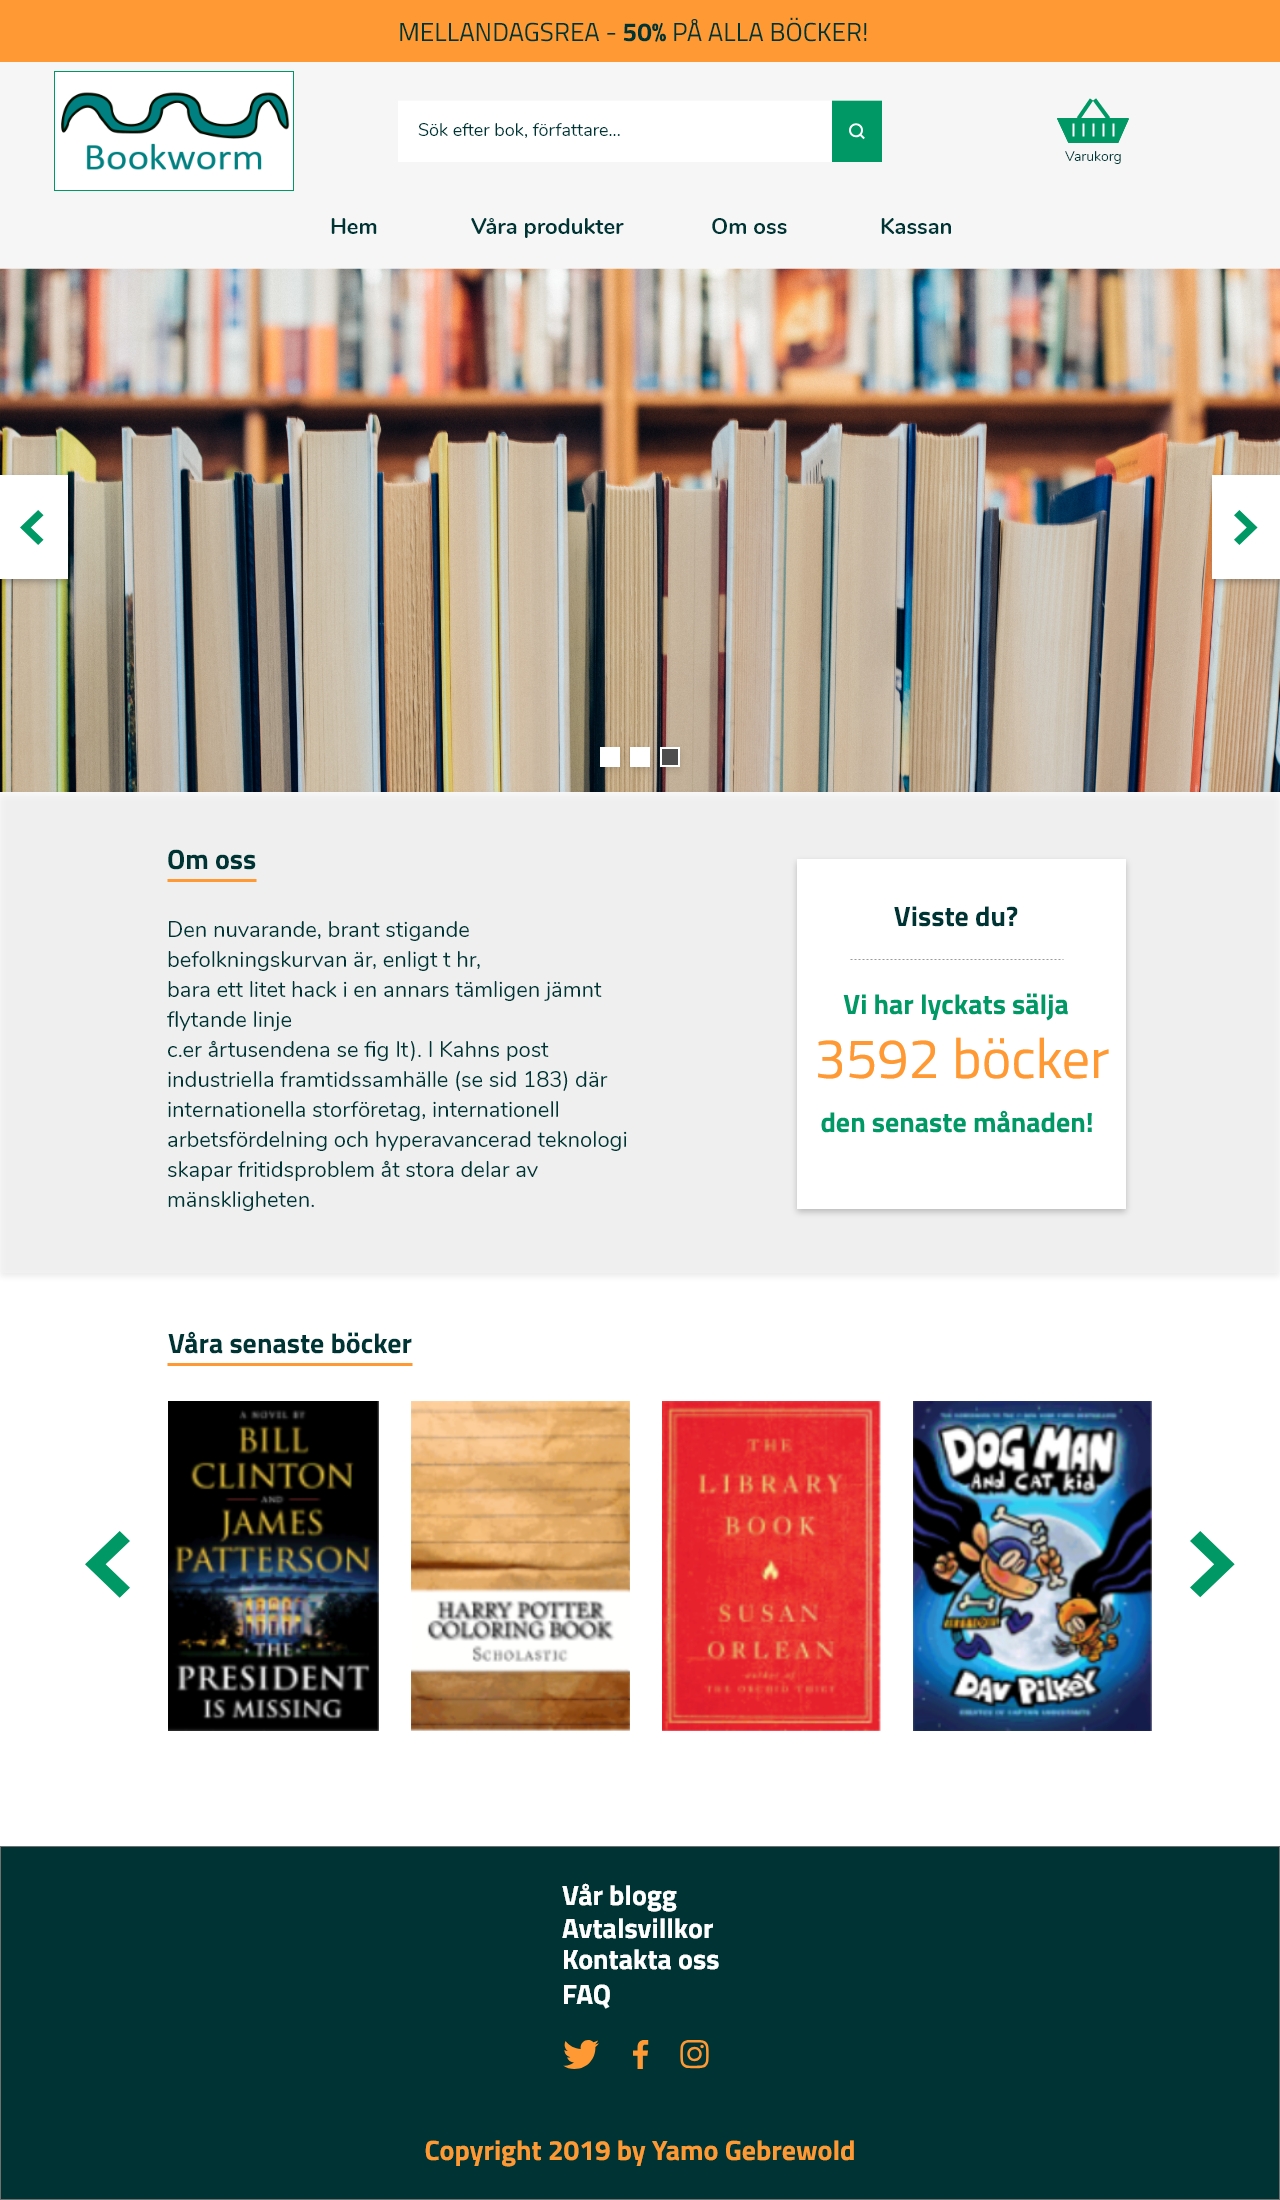 MELLANDAGSREA - 50% PÅ ALLA BÖCKER!
Bookworm
Sök efter bok, författare...
Varukorg
Hem
Våra produkter
Om oss
Kassan
Om oss
Den nuvarande, brant stigande
befolkningskurvan är, enligt t hr,
bara ett litet hack i en annars tämligen jämnt
flytande linje
c.er årtusendena se fig lt). I Kahns post
industriella framtidssamhälle (se sid 183) där
internationella storföretag, internationell
arbetsfördelning och hyperavancerad teknologi
skapar fritidsproblem åt stora delar av
mänskligheten.
Visste du?
Vi har lyckats sälja
3592 böcker
den senaste månaden!
Våra senaste böcker
A NOVEL BY
BILL
CLINTON
AND
JAMES
PATTERSON
THE
PRESIDENT
IS MISSING
HARRY POTTER
COLORING BOOK
SCHOLASTIC
THE
LIBRARY
BOOK
SUSAN
ORLEAN
author of
THE ORCHID THIEF
DOG MAN
AND CAT KID
DAV PILKEY
Vår blogg
Avtalsvillkor
Kontakta oss
FAQ
Copyright 2019 by Yamo Gebrewold